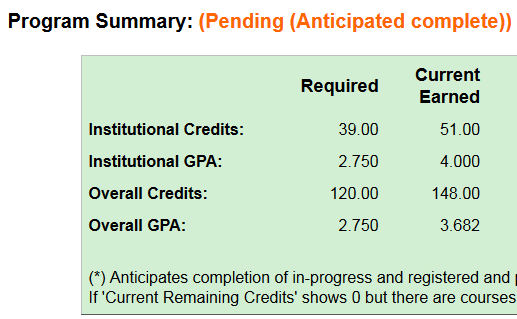 Program Summary: (Pending (Anticipated complete))
Required Current Earned
Institutional Credits: 39.00 51.00
Institutional GPA: 2.750 4.000
Overall Credits: 120.00 148.00
Overall GPA: 2.750 3.682
(*) Anticipates completion of in-progress and registered and
If 'Current Remaining Credits' shows 0 but there are courses